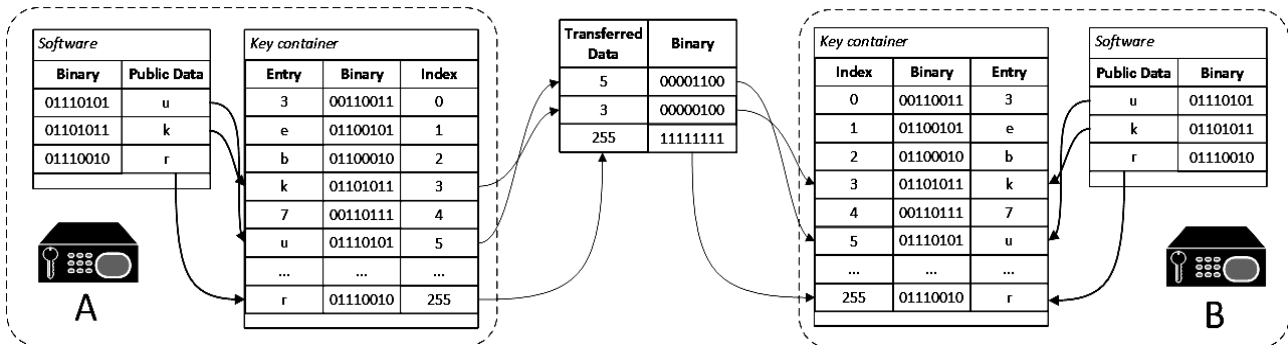 Software
Binary Public Data
01110101 u
01101011 k
01110010 r
A
Key container
Entry Binary Index
3 00110011 0
e 01100101 1
b 01100010 2
k 01101011 3
7 00110111 4
u 01110101 5
... ... ...
r 01110010 255
Transferred Data Binary
5 00001100
3 00000100
255 11111111
Key container
Index Binary Entry
0 00110011 3
1 01100101 e
2 01100010 b
3 01101011 k
4 00110111 7
5 01110101 u
... ... ...
255 01110010 r
Software
Public Data Binary
u 01110101
k 01101011
r 01110010
B